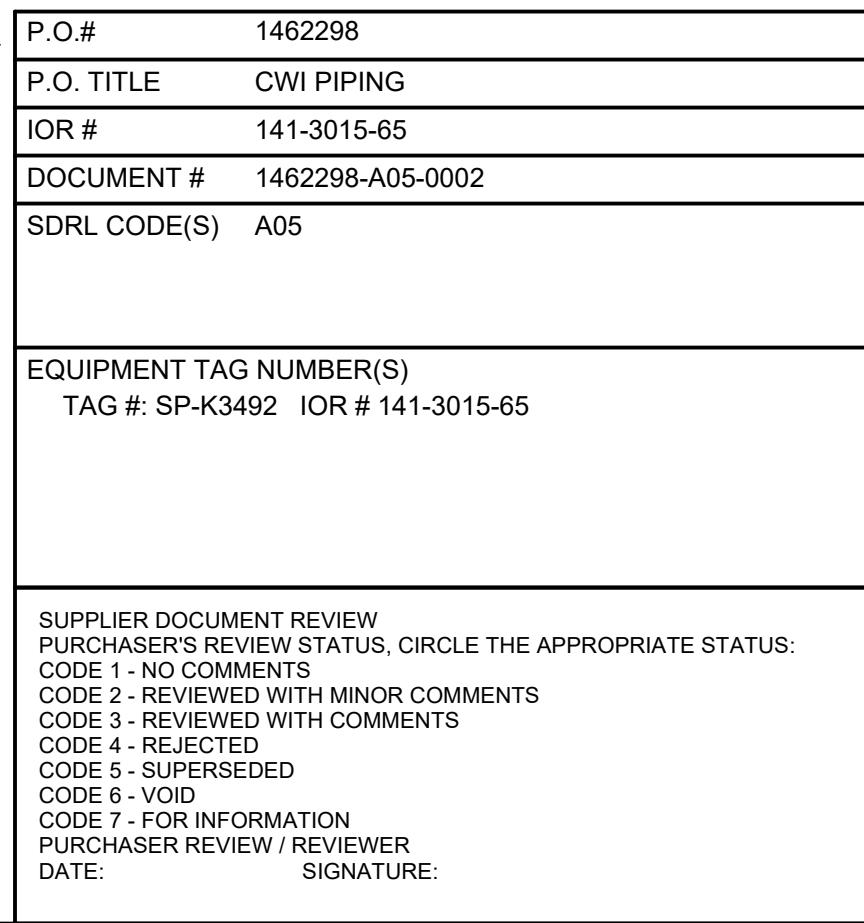 P.O.# 1462298
P.O. TITLE CWI PIPING
IOR # 141-3015-65
DOCUMENT # 1462298-A05-0002
SDRL CODE(S) A05
EQUIPMENT TAG NUMBER(S)
TAG #: SP-K3492 IOR # 141-3015-65
SUPPLIER DOCUMENT REVIEW
PURCHASER'S REVIEW STATUS, CIRCLE THE APPROPRIATE STATUS:
CODE 1 - NO COMMENTS
CODE 2 - REVIEWED WITH MINOR COMMENTS
CODE 3 - REVIEWED WITH COMMENTS
CODE 4 - REJECTED
CODE 5 - SUPERSEDED
CODE 6 - VOID
CODE 7 - FOR INFORMATION
PURCHASER REVIEW / REVIEWER
DATE: SIGNATURE: